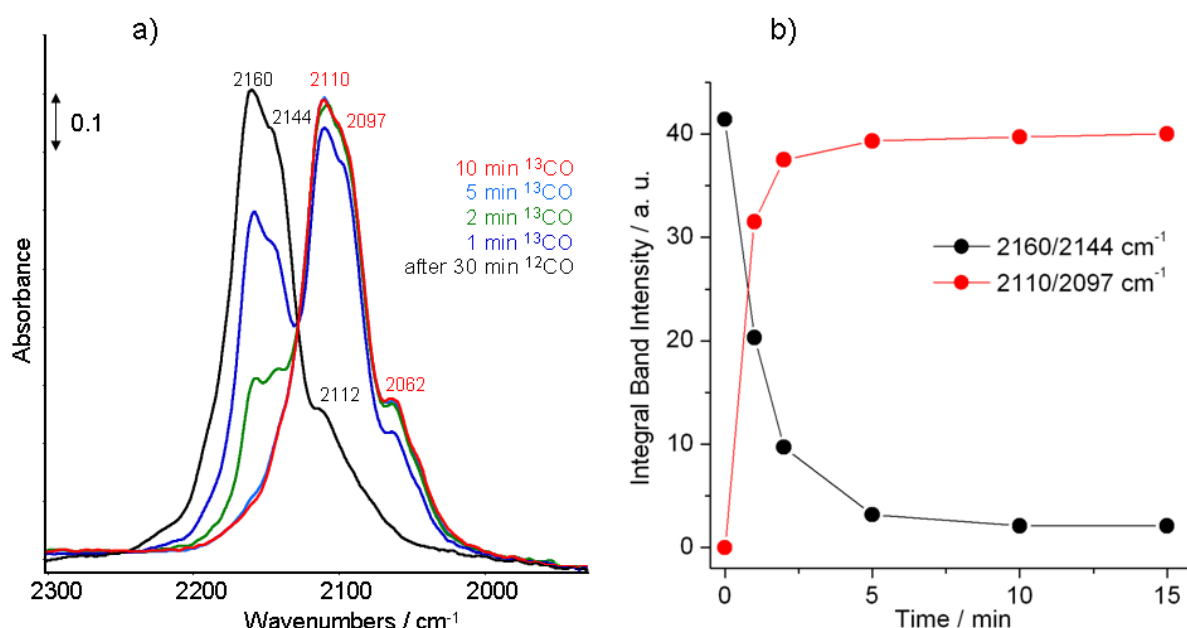 a)
2160
2144
2110
2097
0.1
10 min ¹³CO
5 min ¹³CO
2 min ¹³CO
1 min ¹³CO
after 30 min ¹²CO
2112
2062
Absorbance
2300
2200
2100
2000
Wavenumbers / cm⁻¹
b)
Integral Band Intensity / a. u.
40
30
20
10
0
2160/2144 cm⁻¹
2110/2097 cm⁻¹
0
5
10
15
Time / min